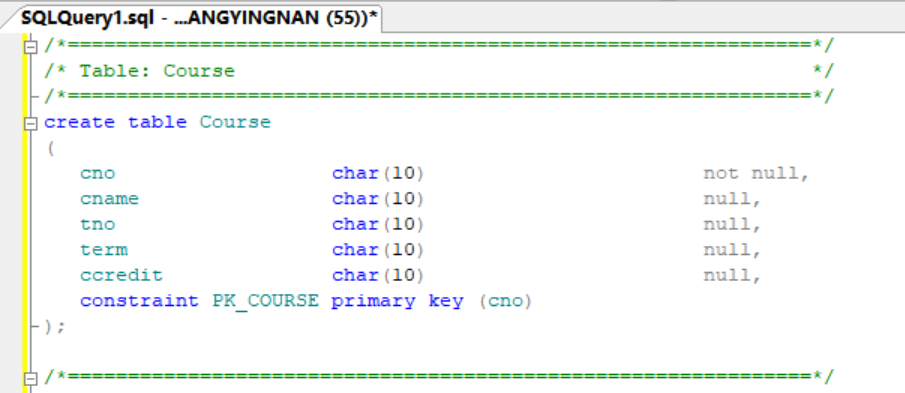 SQLQuery1.sql - ...ANGYINGNAN (55))*
/*==============================================================*/
/* Table: Course                                                */
/*==============================================================*/
create table Course
(
   cno                  char(10)                       not null,
   cname                char(10)                       null,
   tno                  char(10)                       null,
   term                 char(10)                       null,
   ccredit              char(10)                       null,
   constraint PK_COURSE primary key (cno)
);
/*==============================================================*/